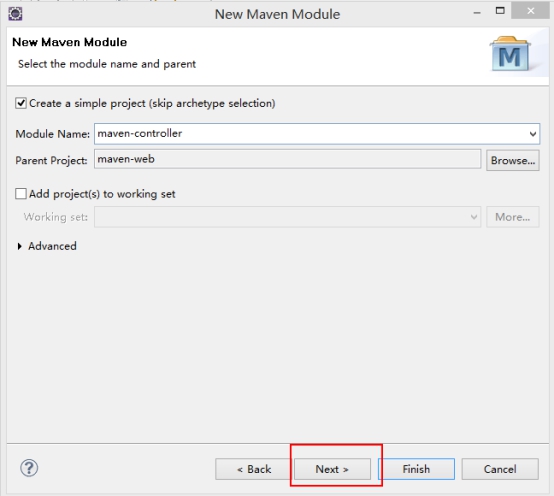 New Maven Module
New Maven Module
Select the module name and parent
M
Create a simple project (skip archetype selection)
Module Name: maven-controller
Parent Project: maven-web Browse...
Add project(s) to working set
Working set: More...
Advanced
? < Back Next > Finish Cancel